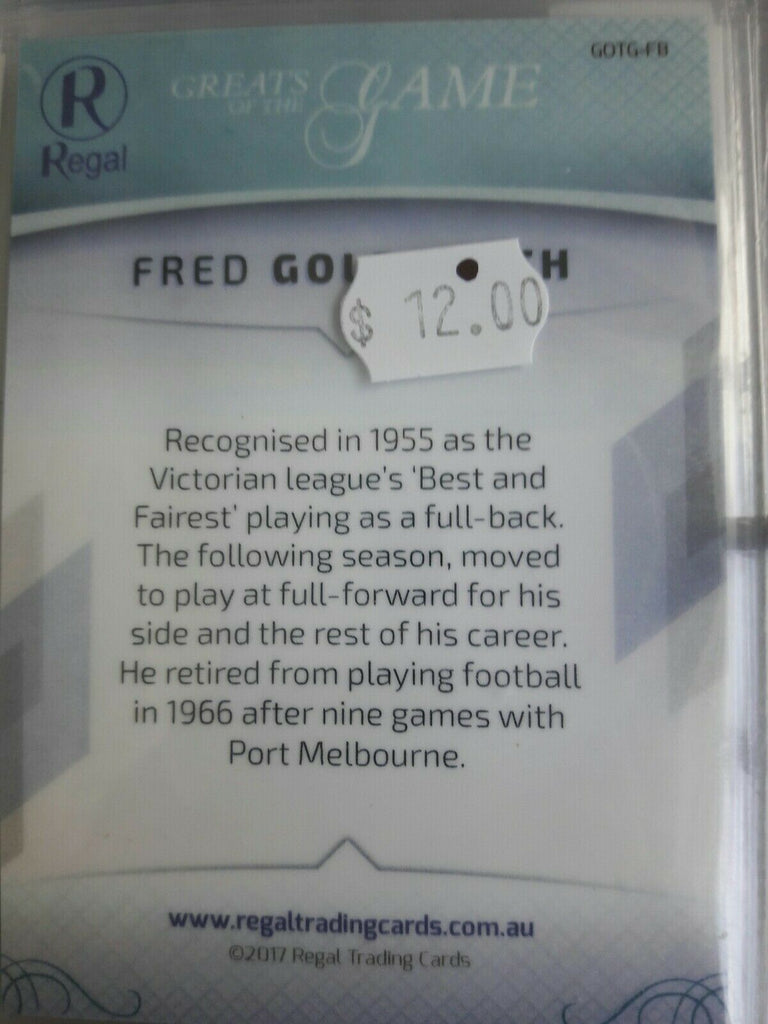 GOTG-FB
R
Regal
GREATS OF THE GAME
FRED
$ 12.00
Recognised in 1955 as the
Victorian league's 'Best and
Fairest' playing as a full-back.
The following season, moved
to play at full-forward for his
side and the rest of his career.
He retired from playing football
in 1966 after nine games with
Port Melbourne.
www.regaltradingcards.com.au
©2017 Regal Trading Cards